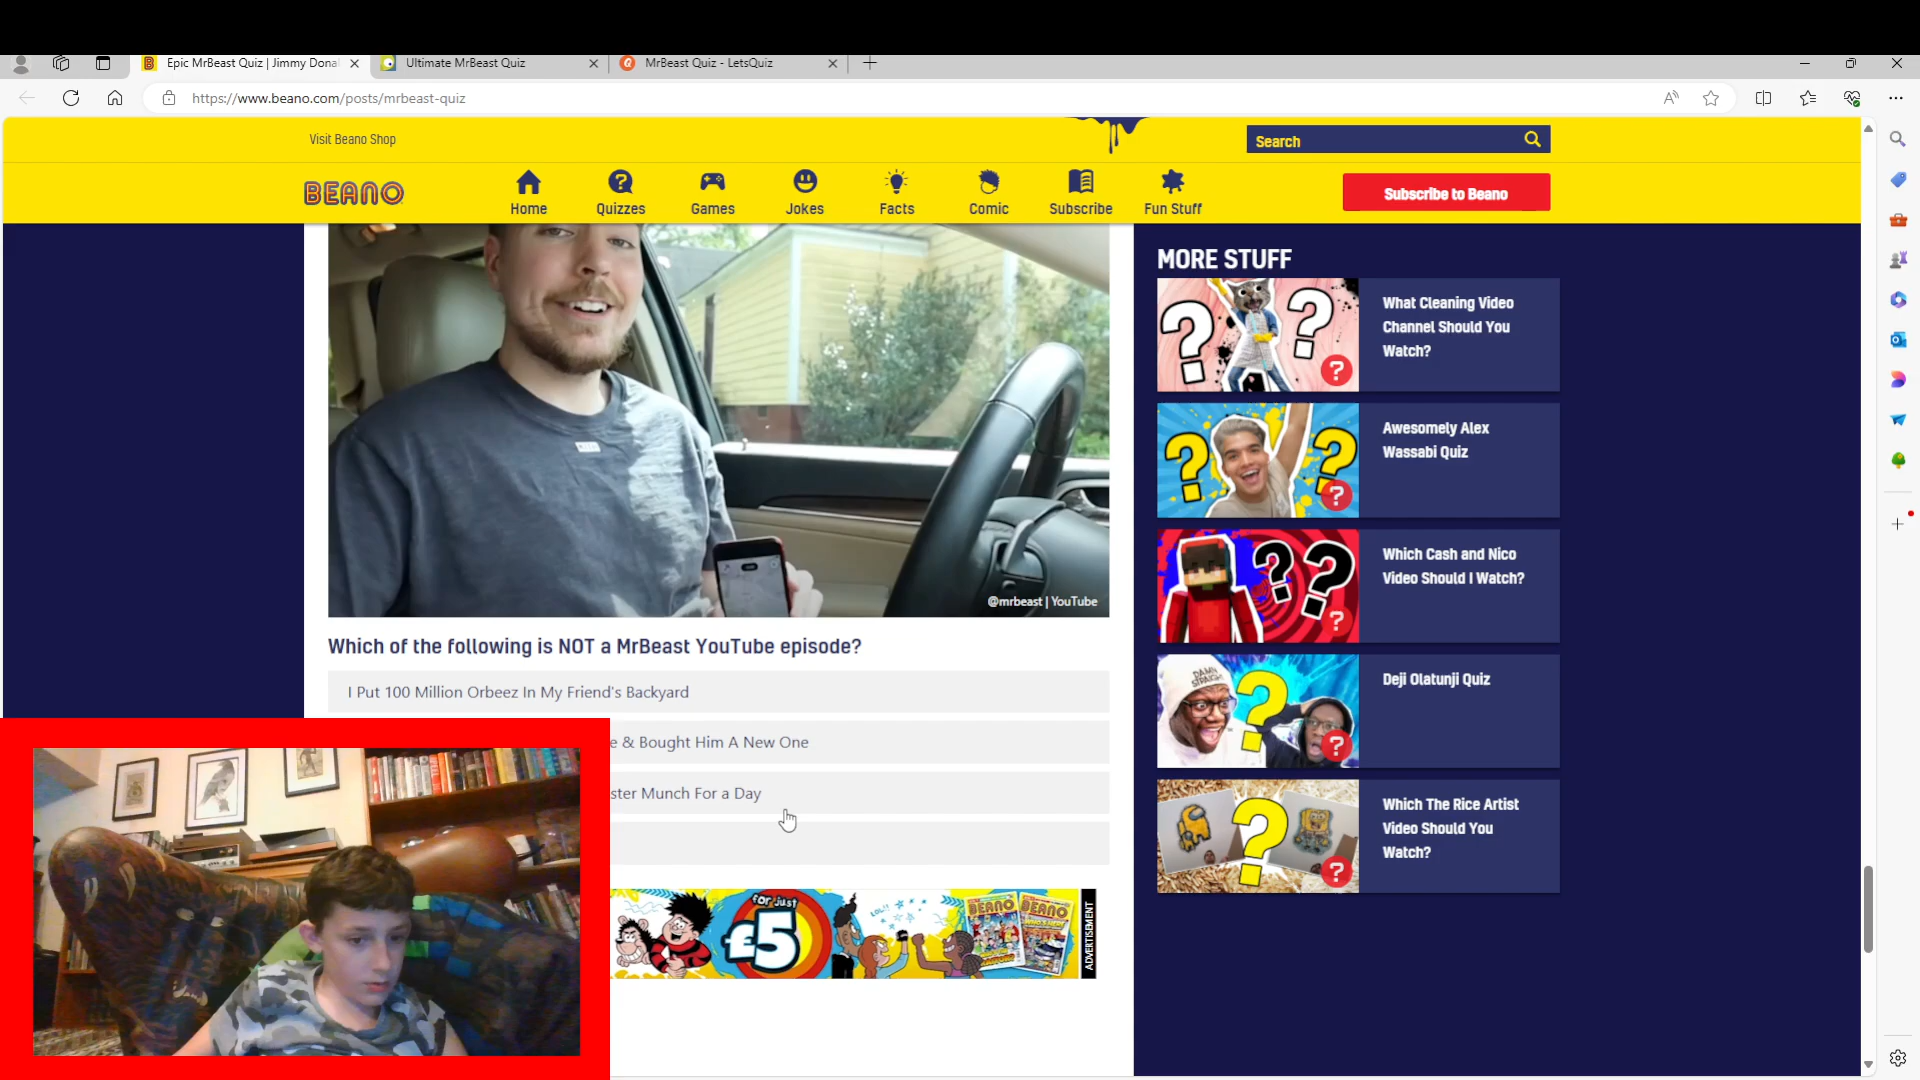 Epic MrBeast Quiz | Jimmy Donal
Ultimate MrBeast Quiz
MrBeast Quiz - LetsQuiz
https://www.beano.com/posts/mrbeast-quiz
Visit Beano Shop
Search
BEANO
Home
Quizzes
Games
Jokes
Facts
Comic
Subscribe
Fun Stuff
Subscribe to Beano
@mrbeast | YouTube
Which of the following is NOT a MrBeast YouTube episode?
I Put 100 Million Orbeez In My Friend's Backyard
e & Bought Him A New One
ster Munch For a Day
for just
£5
LOL!!
BEANO
BEANO
ADVERTISEMENT
MORE STUFF
What Cleaning Video
Channel Should You
Watch?
Awesomely Alex
Wassabi Quiz
Which Cash and Nico
Video Should I Watch?
DAMN
STRAIGHT
Deji Olatunji Quiz
Which The Rice Artist
Video Should You
Watch?